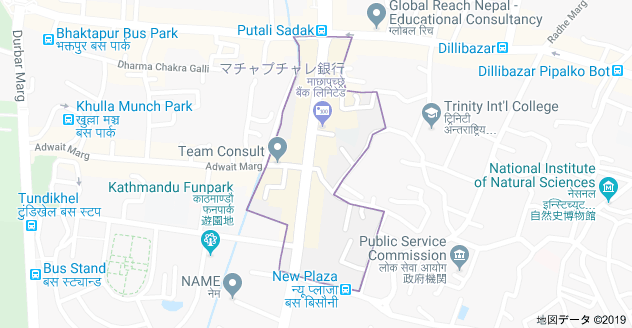 Global Reach Nepal -
Educational Consultancy
ग्लोबल रिच
Putali Sadak
Bhaktapur Bus Park
भक्तपुर बस पार्क
Durbar Marg
Radhe Marg
Dillibazar
Dharma Chakra Galli
マチャプチャレ銀行
माछापुच्छ्रे
बैंक लिमिटेड
Dillibazar Pipalko Bot
Khulla Munch Park
खुल्ला मञ्च
बस पार्क
Trinity Int'l College
ट्रिनिटी
अन्तराष्ट्रिय...
Adwait Marg
Team Consult
Adwait Marg
National Institute
of Natural Sciences
नेसनल
इन्स्टिच्युट...
自然史博物館
Kathmandu Funpark
काठमाण्डौ
फनपार्क
遊園地
Tundikhel
टुंडिखेल बस स्टप
Public Service
Commission
लोक सेवा आयोग
政府機関
Bus Stand
बस स्ट्यान्ड
NAME
नेम
New Plaza
न्यू प्लाजा
बस बिसौनी
地図データ ©2019